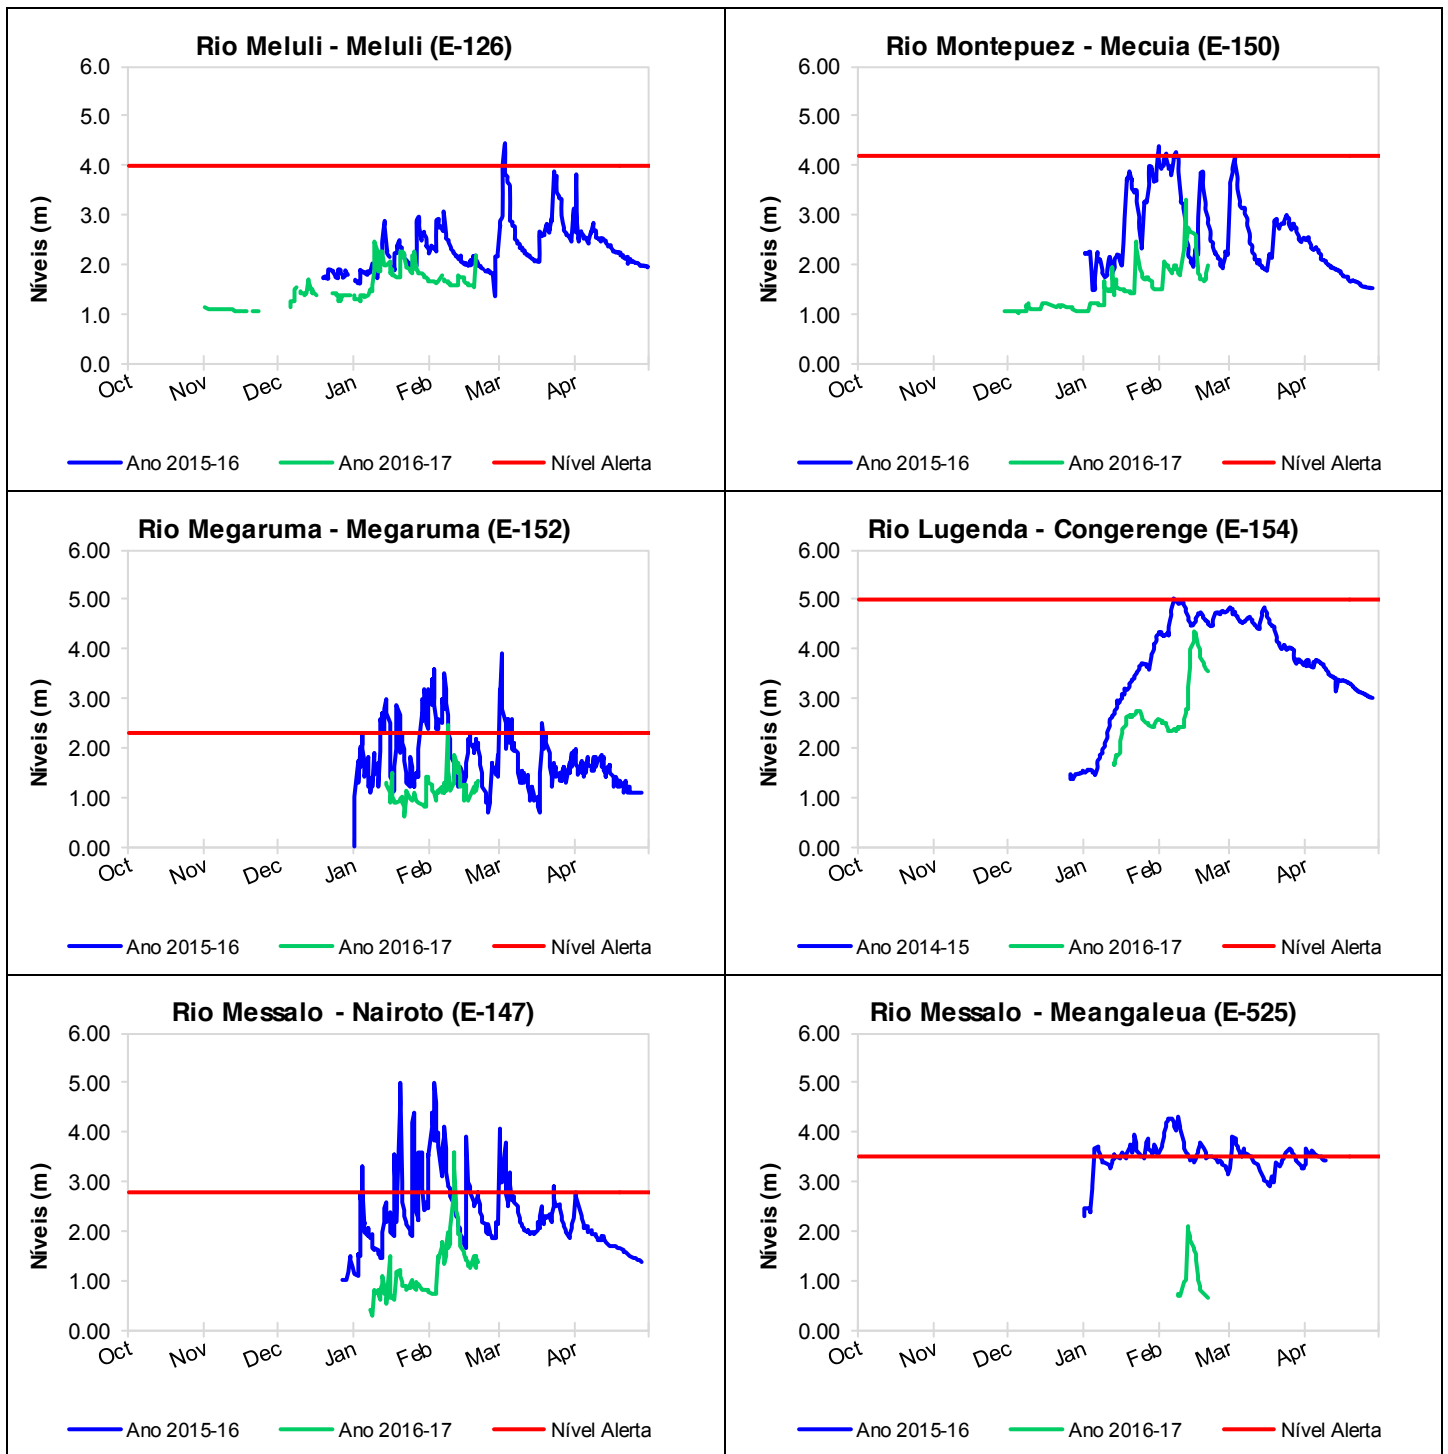 Rio Meluli - Meluli (E-126)
6.0
5.0
4.0
3.0
2.0
1.0
0.0
Níveis (m)
Oct Nov Dec Jan Feb Mar Apr
Ano 2015-16 Ano 2016-17 Nível Alerta
Rio Montepuez - Mecuia (E-150)
6.00
5.00
4.00
3.00
2.00
1.00
0.00
Níveis (m)
Oct Nov Dec Jan Feb Mar Apr
Ano 2015-16 Ano 2016-17 Nível Alerta
Rio Megaruma - Megaruma (E-152)
6.00
5.00
4.00
3.00
2.00
1.00
0.00
Níveis (m)
Oct Nov Dec Jan Feb Mar Apr
Ano 2015-16 Ano 2016-17 Nível Alerta
Rio Lugenda - Congerenge (E-154)
6.00
5.00
4.00
3.00
2.00
1.00
0.00
Níveis (m)
Oct Nov Dec Jan Feb Mar Apr
Ano 2014-15 Ano 2016-17 Nível Alerta
Rio Messalo - Nairoto (E-147)
6.00
5.00
4.00
3.00
2.00
1.00
0.00
Níveis (m)
Oct Nov Dec Jan Feb Mar Apr
Ano 2015-16 Ano 2016-17 Nível Alerta
Rio Messalo - Meangaleua (E-525)
6.00
5.00
4.00
3.00
2.00
1.00
0.00
Níveis (m)
Oct Nov Dec Jan Feb Mar Apr
Ano 2015-16 Ano 2016-17 Nível Alerta